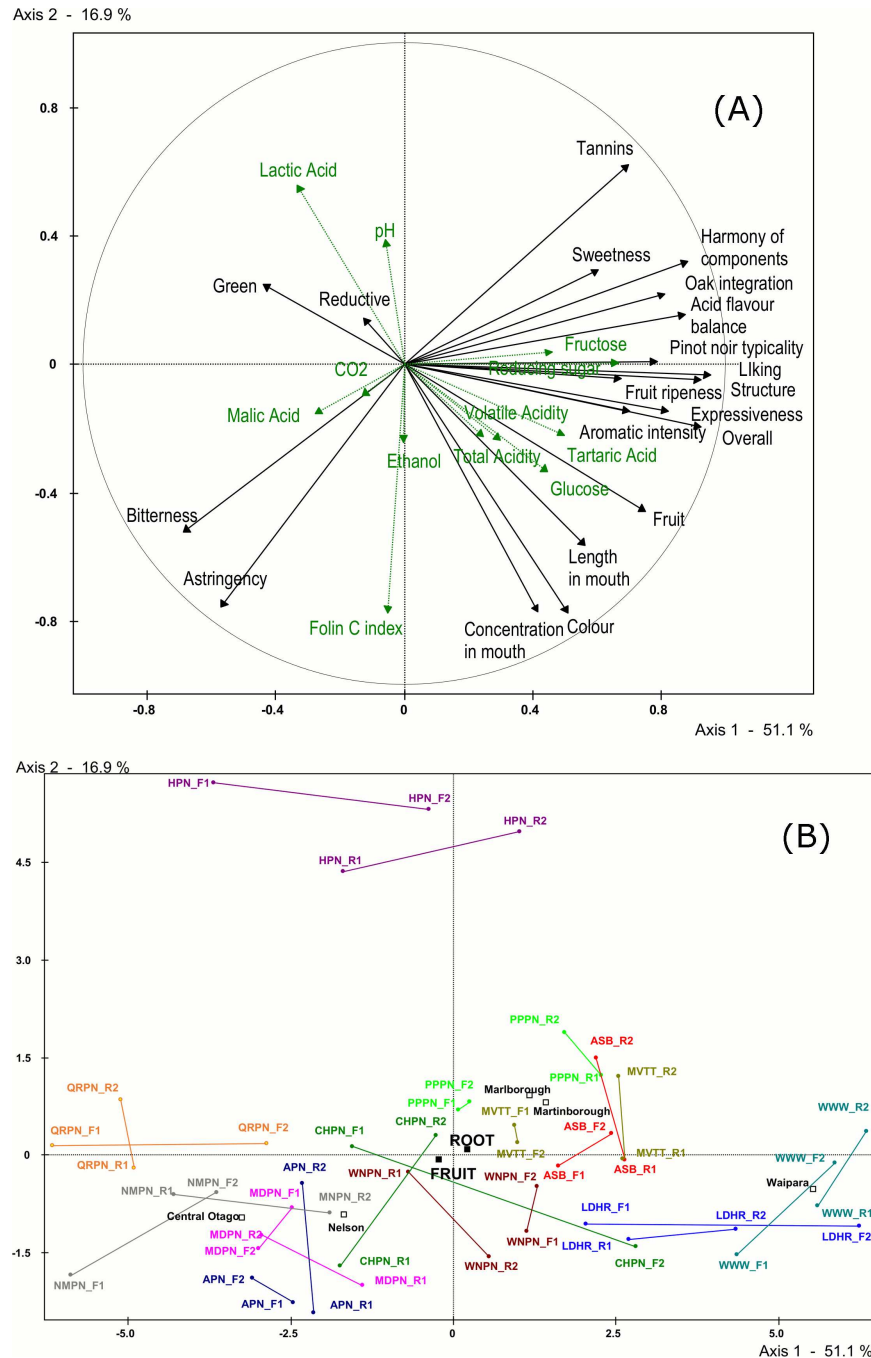 Axis 2 - 16.9 %
(A)
0.8
Tannins
Lactic Acid
pH
0.4
Harmony of
components
Sweetness
Green
Reductive
Oak integration
Acid flavour
balance
Fructose
Pinot noir typicality
0
CO2
Reducing sugar
LIking
Fruit ripeness
Structure
Malic Acid
Volatile Acidity
Expressiveness
Aromatic intensity
Overall
Ethanol
Total Acidity
Tartaric Acid
-0.4
Glucose
Bitterness
Fruit
Length
in mouth
Astringency
-0.8
Folin C index
Concentration
in mouth
Colour
-0.8
-0.4
0
0.4
0.8
Axis 1 - 51.1 %
Axis 2 - 16.9 %
HPN_F1
HPN_F2
HPN_R2
(B)
4.5
HPN_R1
3.0
PPPN_R2
ASB_R2
1.5
QRPN_R2
PPPN_F2
Marlborough
PPPN_R1
MVTT_R2
PPPN_F1
MVTT_F1
Martinborough
WWW_R2
QRPN_F1
QRPN_F2
CHPN_F1
CHPN_R2
ROOT
ASB_F2
0
MVTT_F2
MVTT_R1
WWW_F2
QRPN_R1
APN_R2
WNPN_R1
FRUIT
WNPN_F2
ASB_F1
ASB_R1
Waipara
NMPN_R1
NMPN_F2
MDPN_F1
MNPN_R2
LDHR_F1
LDHR_R2
WWW_R1
Central Otago
Nelson
MDPN_R2
WNPN_F1
LDHR_R1
LDHR_F2
MDPN_F2
CHPN_R1
WNPN_R2
CHPN_F2
WWW_F1
-1.5
NMPN_F1
APN_F2
MDPN_R1
APN_F1
APN_R1
-5.0
-2.5
0
2.5
5.0
Axis 1 - 51.1 %